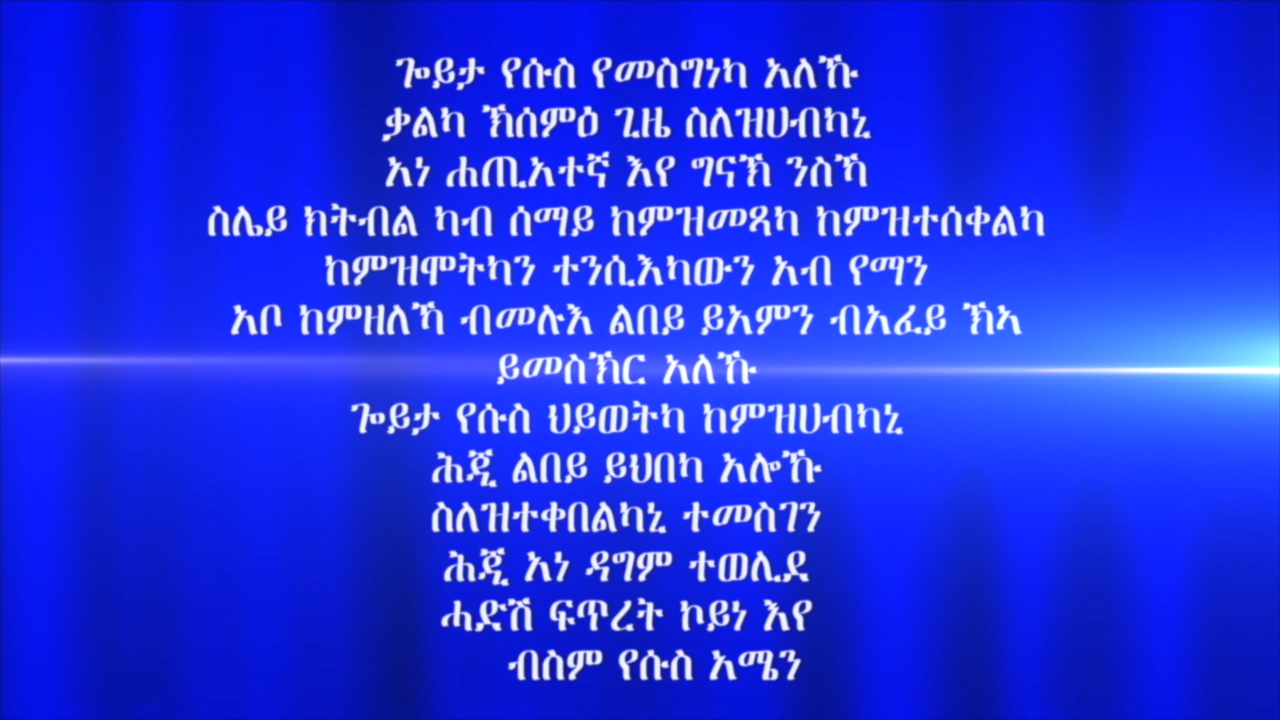 ጐይታ የሱስ የመስግነካ አለኹ
ቃልካ ኽሰምዕ ጊዜ ስለዝሀብካኒ
አነ ሐጢአተኛ እየ ግናኽ ንስኻ
ስሌይ ክትብል ካብ ሰማይ ከምዝመጻካ ከምዝተሰቀልካ
ከምዝሞትካን ተንሲእካውን አብ የማን
አቦ ከምዘለኻ ብመሉእ ልበይ ይአምን ብአፈይ ኽኣ
ይመስኽር አለኹ
ጐይታ የሱስ ህይወትካ ከምዝሀብካኒ
ሕጂ ልበይ ይህበካ አሎኹ
ስለዝተቀበልካኒ ተመስገን
ሕጂ አነ ዳግም ተወሊደ
ሓድሽ ፍጥረት ኮይነ እየ
ብስም የሱስ አሜን